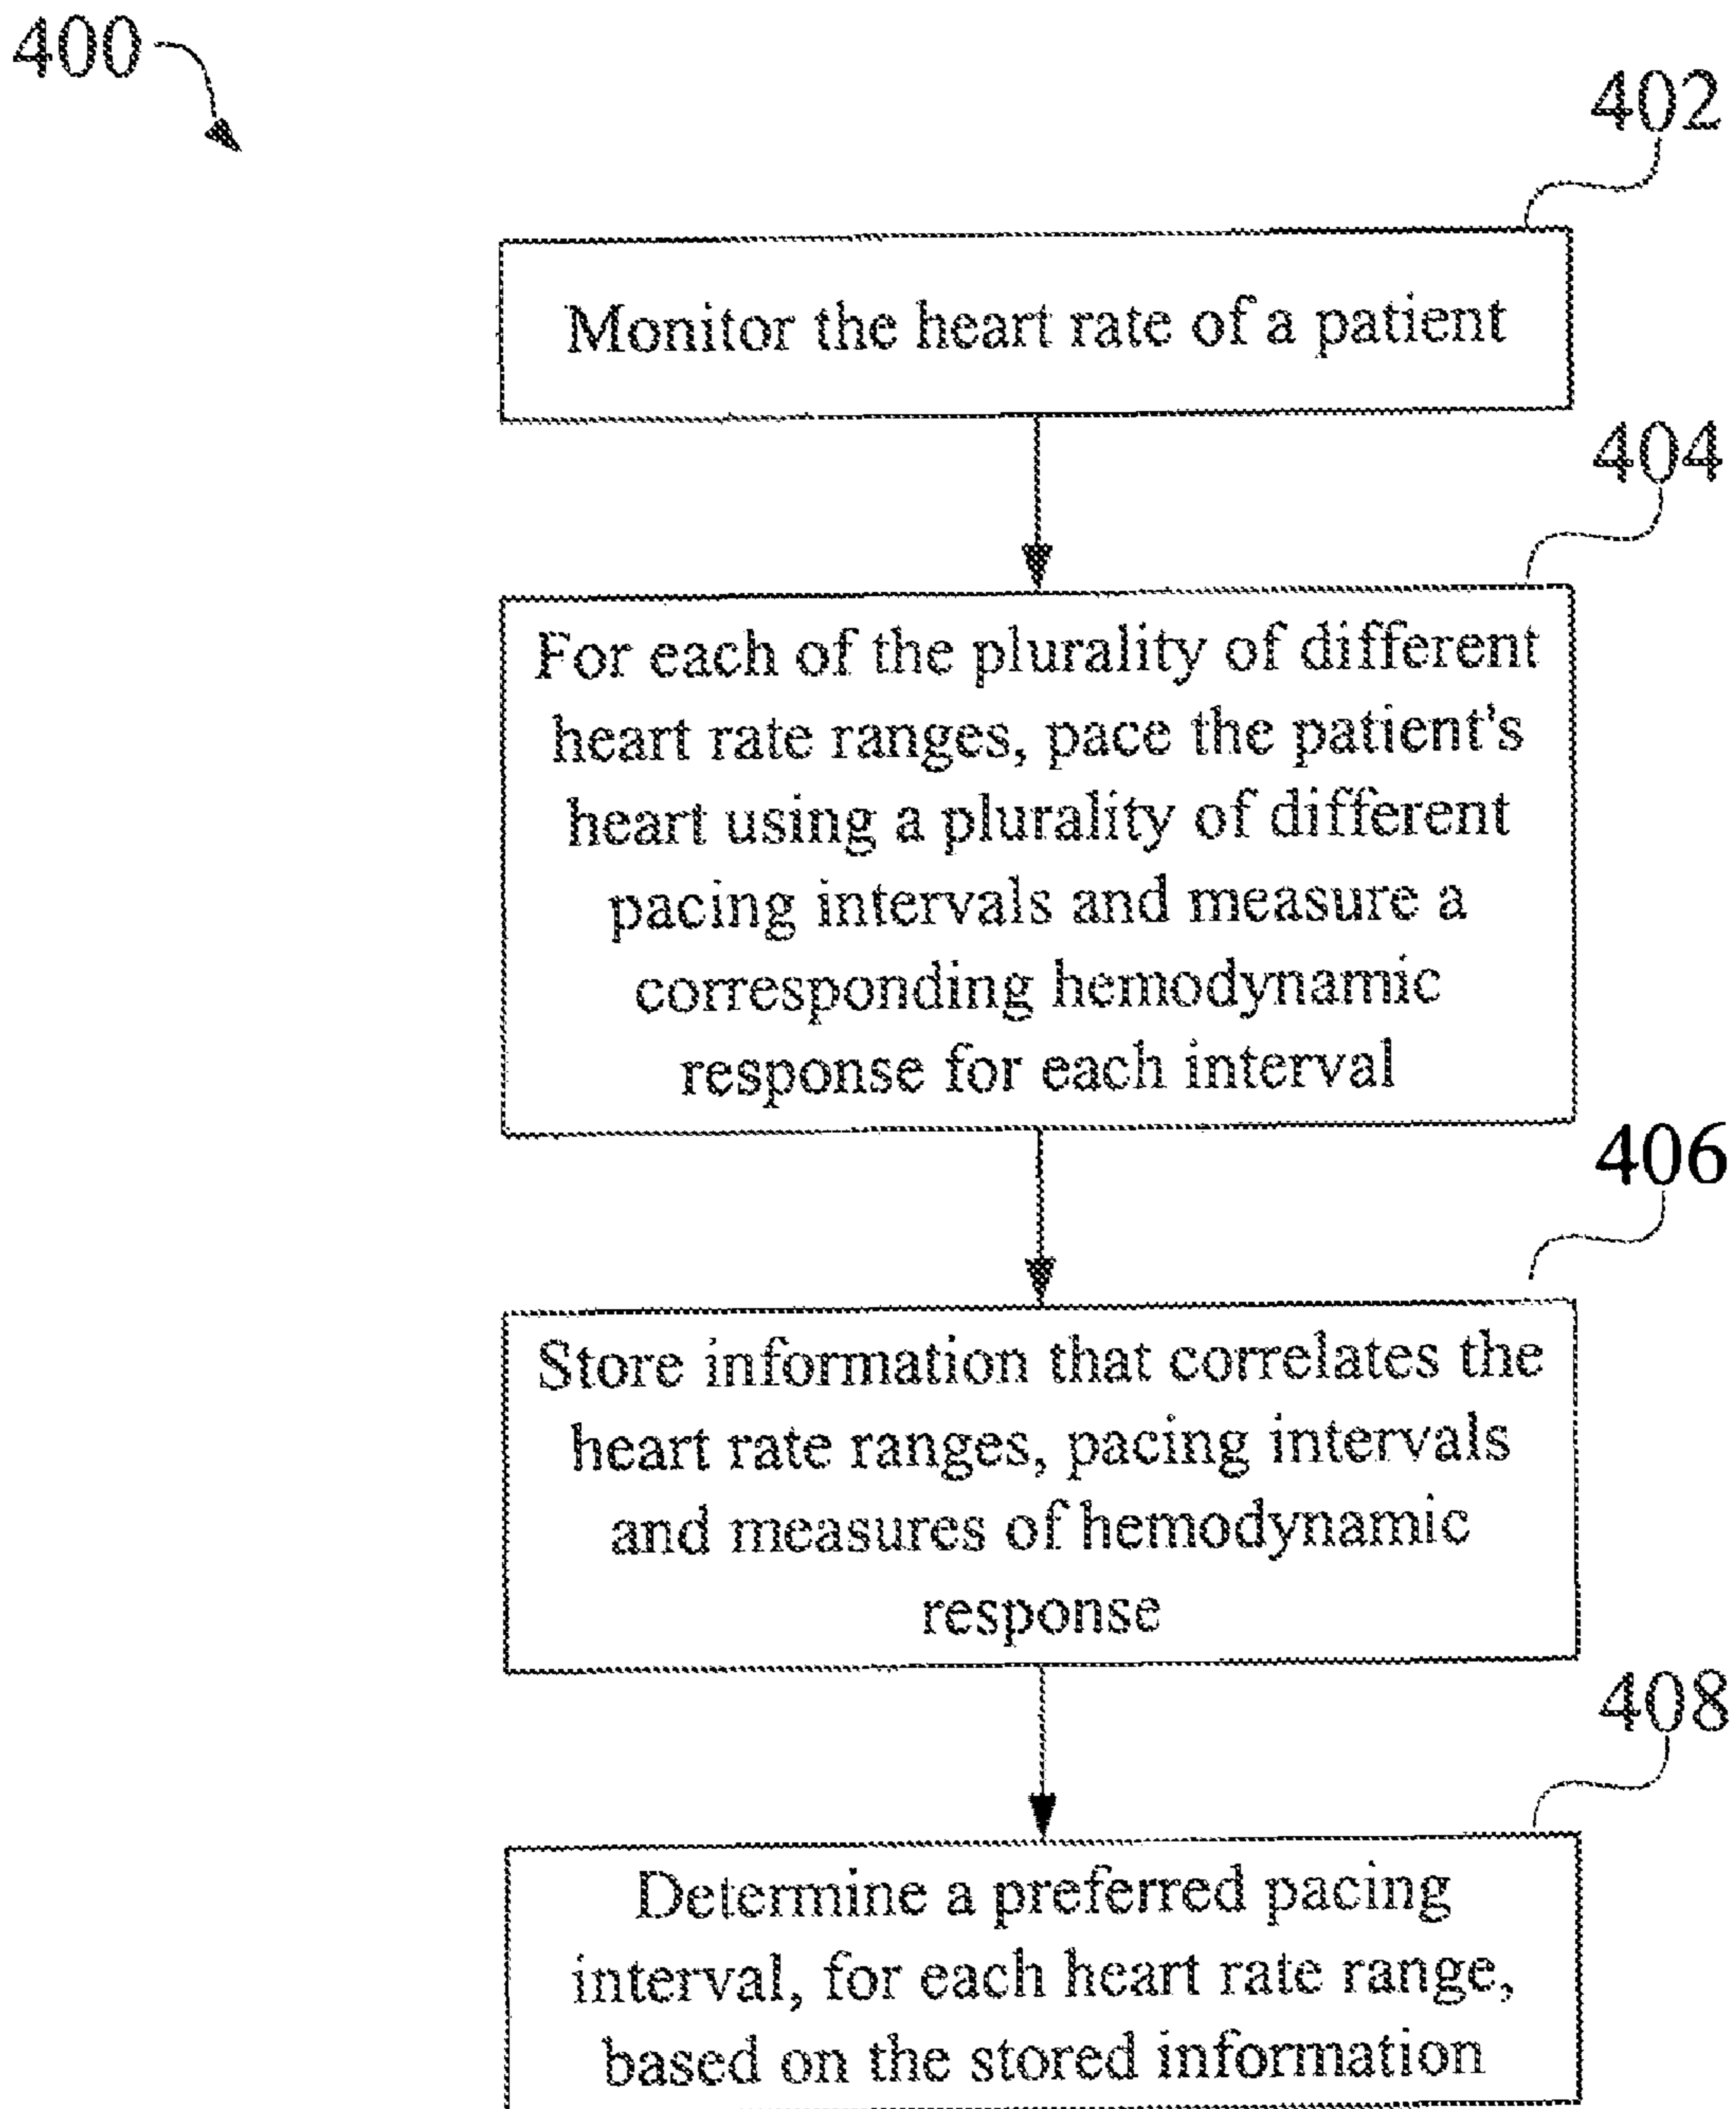 400
402
Monitor the heart rate of a patient
404
For each of the plurality of different
heart rate ranges, pace the patient's
heart using a plurality of different
pacing intervals and measure a
corresponding hemodynamic
response for each interval
406
Store information that correlates the
heart rate ranges, pacing intervals
and measures of hemodynamic
response
408
Determine a preferred pacing
interval, for each heart rate range,
based on the stored information